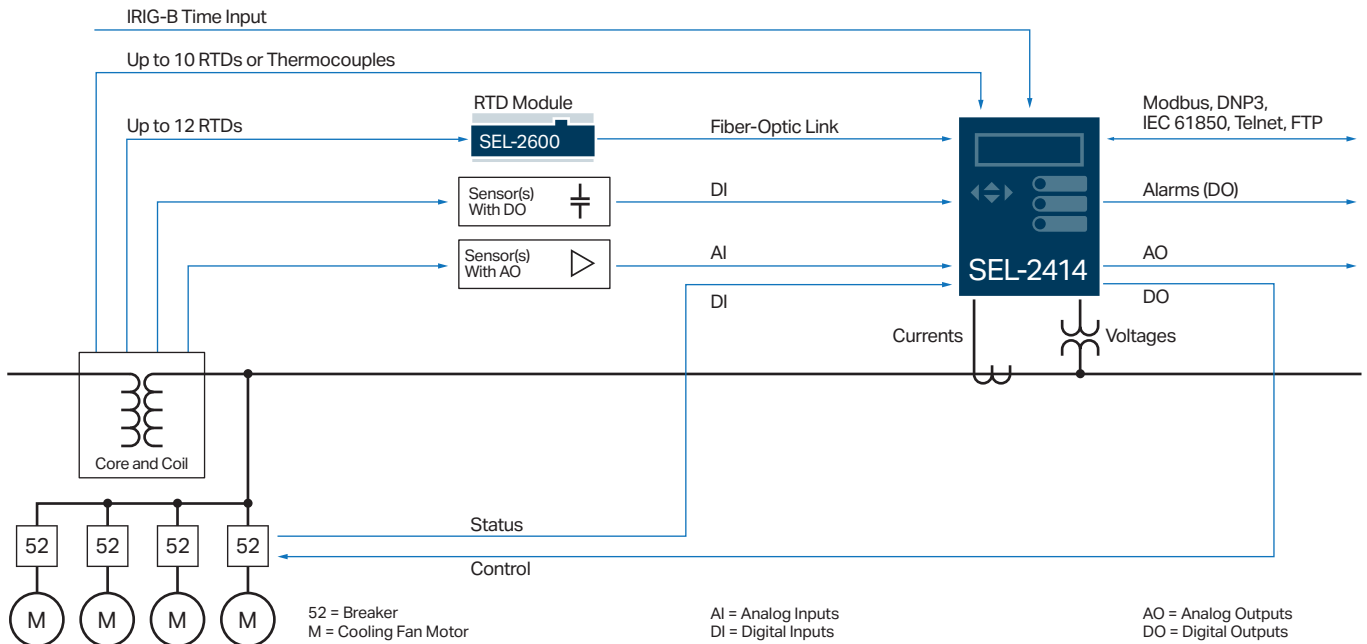 IRIG-B Time Input
Up to 10 RTDs or Thermocouples
Up to 12 RTDs
RTD Module
SEL-2600
Fiber-Optic Link
Modbus, DNP3,
IEC 61850, Telnet, FTP
Sensor(s)
With DO
DI
Alarms (DO)
Sensor(s)
With AO
AI
SEL-2414
AO
DI
DO
Currents
Voltages
Core and Coil
Status
52
52
52
52
Control
M
M
M
M
52 = Breaker
M = Cooling Fan Motor
AI = Analog Inputs
DI = Digital Inputs
AO = Analog Outputs
DO = Digital Outputs